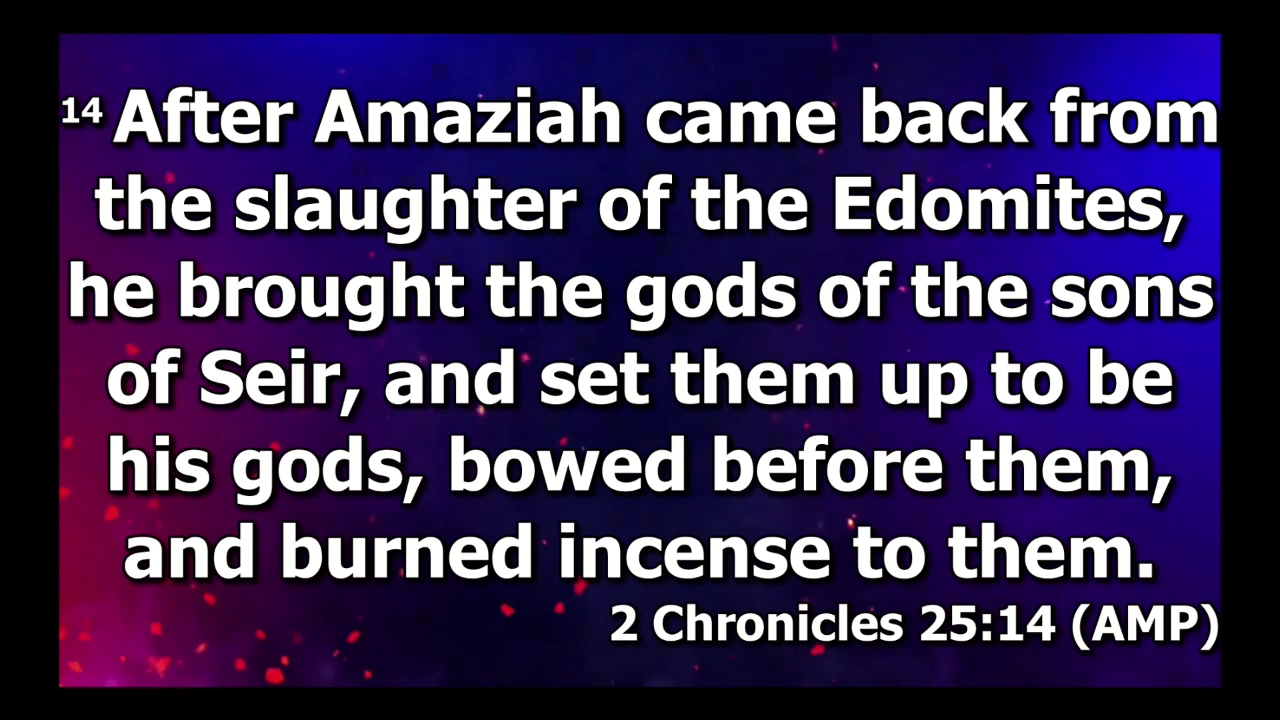 14 After Amaziah came back from
the slaughter of the Edomites,
he brought the gods of the sons
of Seir, and set them up to be
his gods, bowed before them,
and burned incense to them.
2 Chronicles 25:14 (AMP)